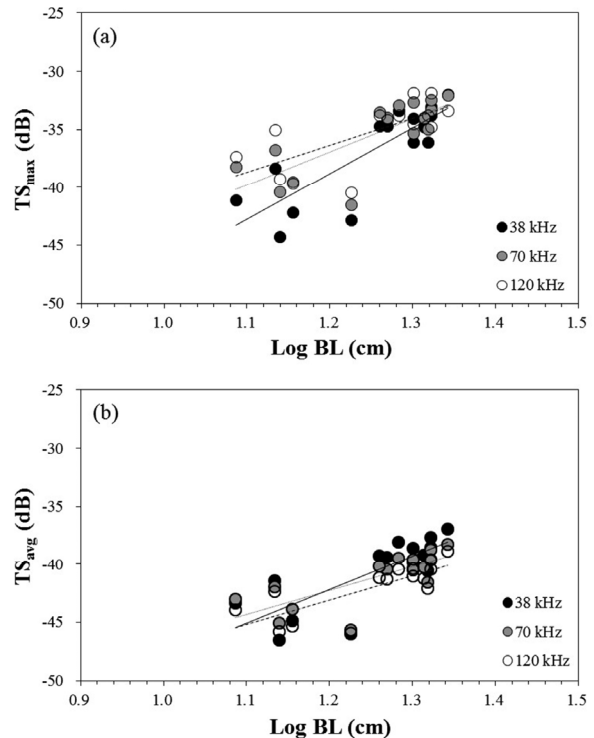 (a)
-25
-30
-35
-40
-45
-50
TSmax (dB)
38 kHz
70 kHz
120 kHz
0.9 1.0 1.1 1.2 1.3 1.4 1.5
Log BL (cm)
(b)
-25
-30
-35
-40
-45
-50
TSavg (dB)
38 kHz
70 kHz
120 kHz
0.9 1.0 1.1 1.2 1.3 1.4 1.5
Log BL (cm)